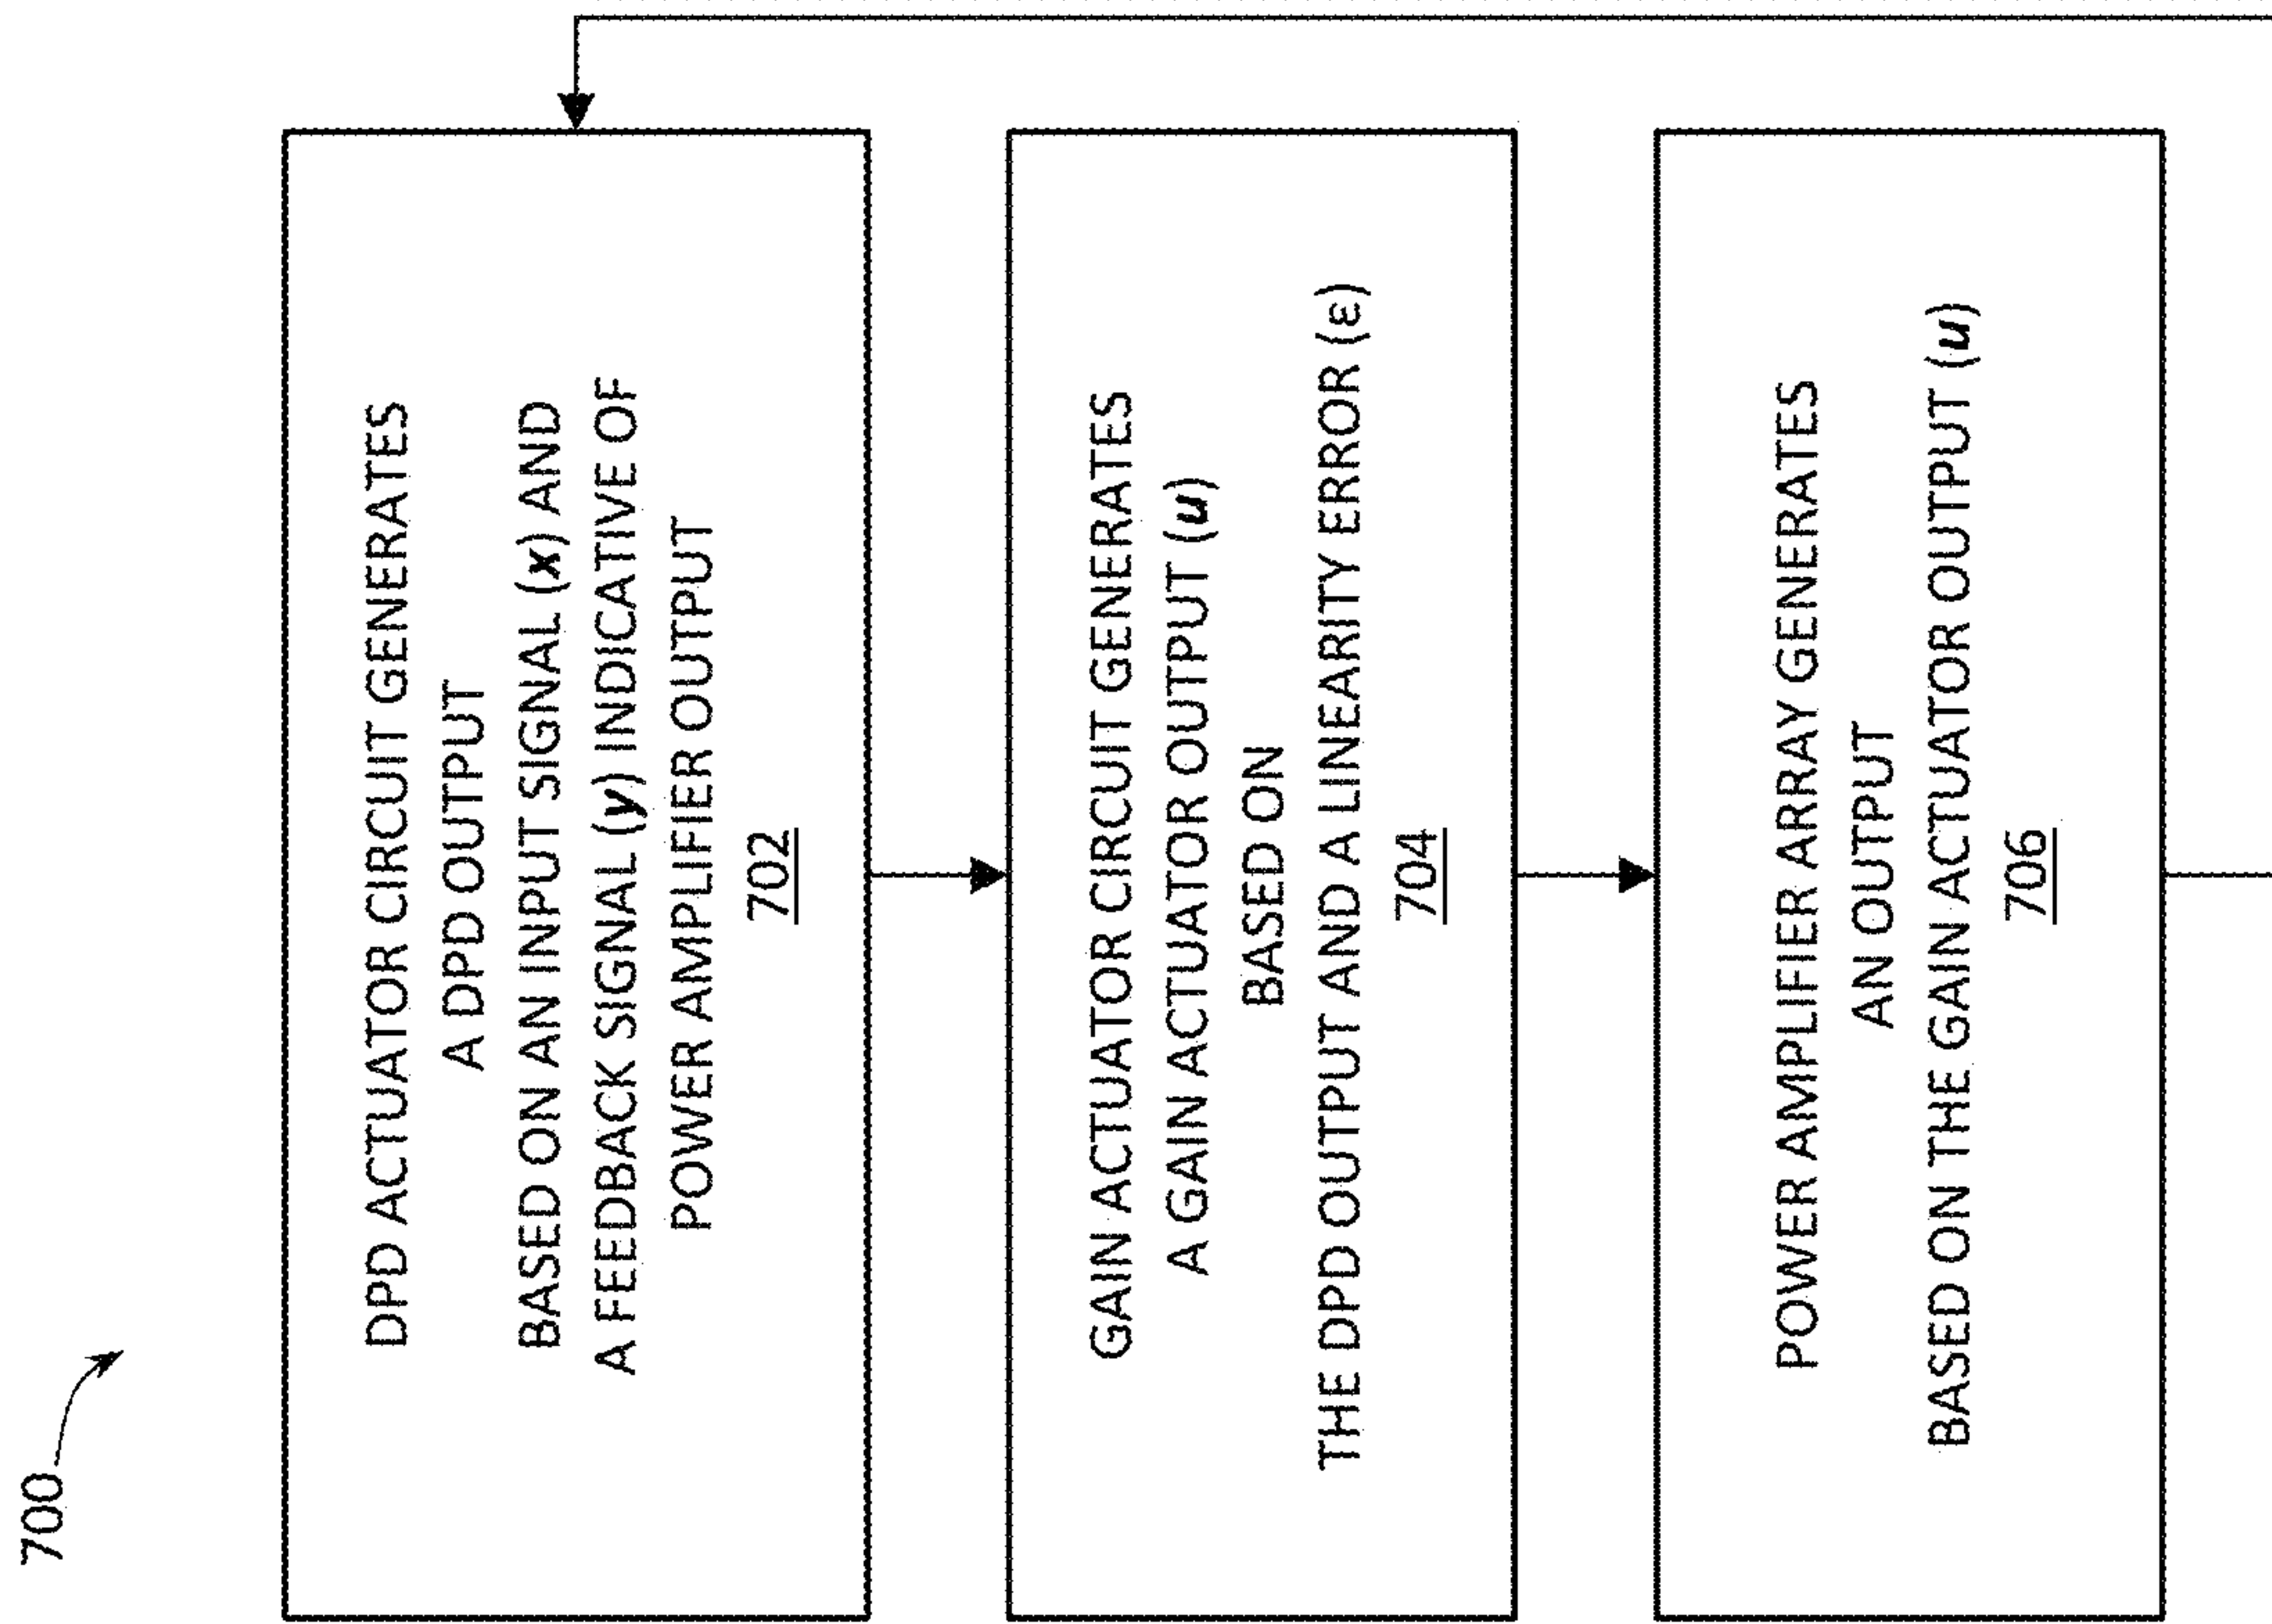 700
DPD ACTUATOR CIRCUIT GENERATES
A DPD OUTPUT
BASED ON AN INPUT SIGNAL (x) AND
A FEEDBACK SIGNAL (y) INDICATIVE OF
POWER AMPLIFIER OUTPUT
702
GAIN ACTUATOR CIRCUIT GENERATES
A GAIN ACTUATOR OUTPUT (u)
BASED ON
THE DPD OUTPUT AND A LINEARITY ERROR (ε)
704
POWER AMPLIFIER ARRAY GENERATES
AN OUTPUT
BASED ON THE GAIN ACTUATOR OUTPUT (u)
706